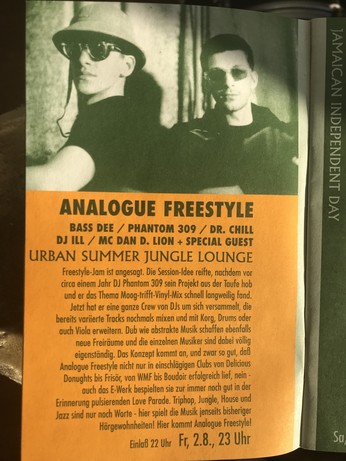 ANALOGUE FREESTYLE
BASS DEE / PHANTOM 309 / DR. CHILL
DJ ILL / MC DAN D. LION + SPECIAL GUEST
URBAN SUMMER JUNGLE LOUNGE
Freestyle-Jam ist angesagt. Die Session-Idee reifte, nachdem vor
circa einem Jahr DJ Phantom 309 sein Projekt aus der Taufe hob
und er das Thema Moog-trifft-Vinyl-Mix schnell langweilig fand.
Jetzt hat er eine ganze Crew von DJs um sich versammelt, die
bereits variierte Tracks nochmals mixen und mit Korg, Drums oder
auch Viola erweitern. Dub wie abstrakte Musik schaffen ebenfalls
neue Freiräume und die einzelnen Musiker sind dabei völlig
eigenständig. Das Konzept kommt an, und zwar so gut, daß
Analogue Freestyle nicht nur in einschlägigen Clubs von Delicious
Donughts bis Frisör, von WMF bis Boudoir erfolgreich lief, nein -
auch das E-Werk bespielten sie zur immer noch gut in der
Erinnerung pulsierenden Love Parade. Triphop, Jungle, House und
Jazz sind nur noch Worte - hier spielt die Musik jenseits bisheriger
Hörgewohnheiten! Hier kommt Analogue Freestyle!
Einlaß 22 Uhr Fr, 2.8., 23 Uhr
JAMAICAN INDEPENDENT DAY
Sa,